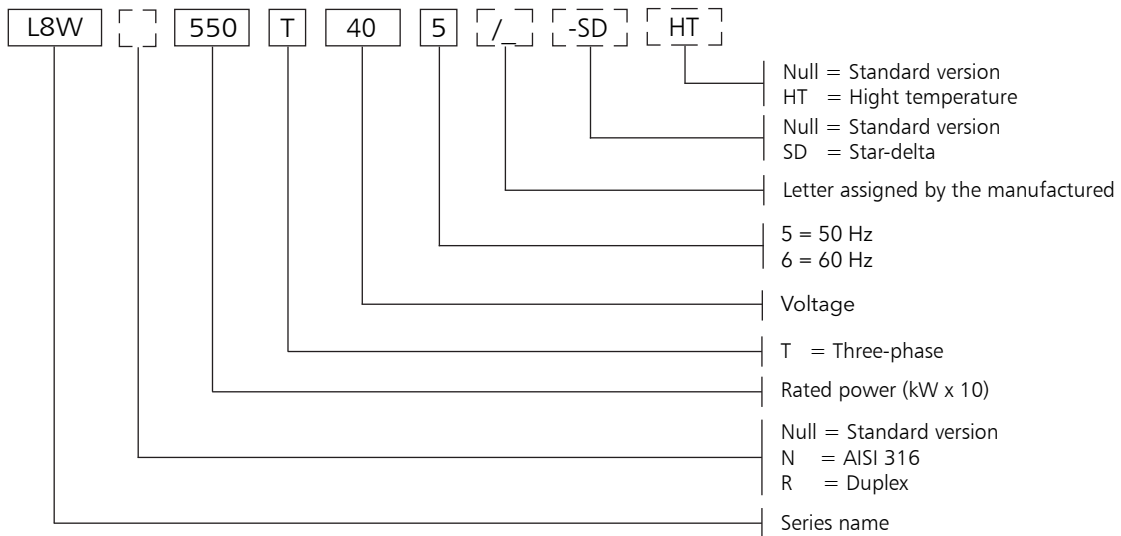 L8W 550 T 40 5 /_ -SD HT
Null = Standard version
HT = Hight temperature
Null = Standard version
SD = Star-delta
Letter assigned by the manufactured
5 = 50 Hz
6 = 60 Hz
Voltage
T = Three-phase
Rated power (kW x 10)
Null = Standard version
N = AISI 316
R = Duplex
Series name